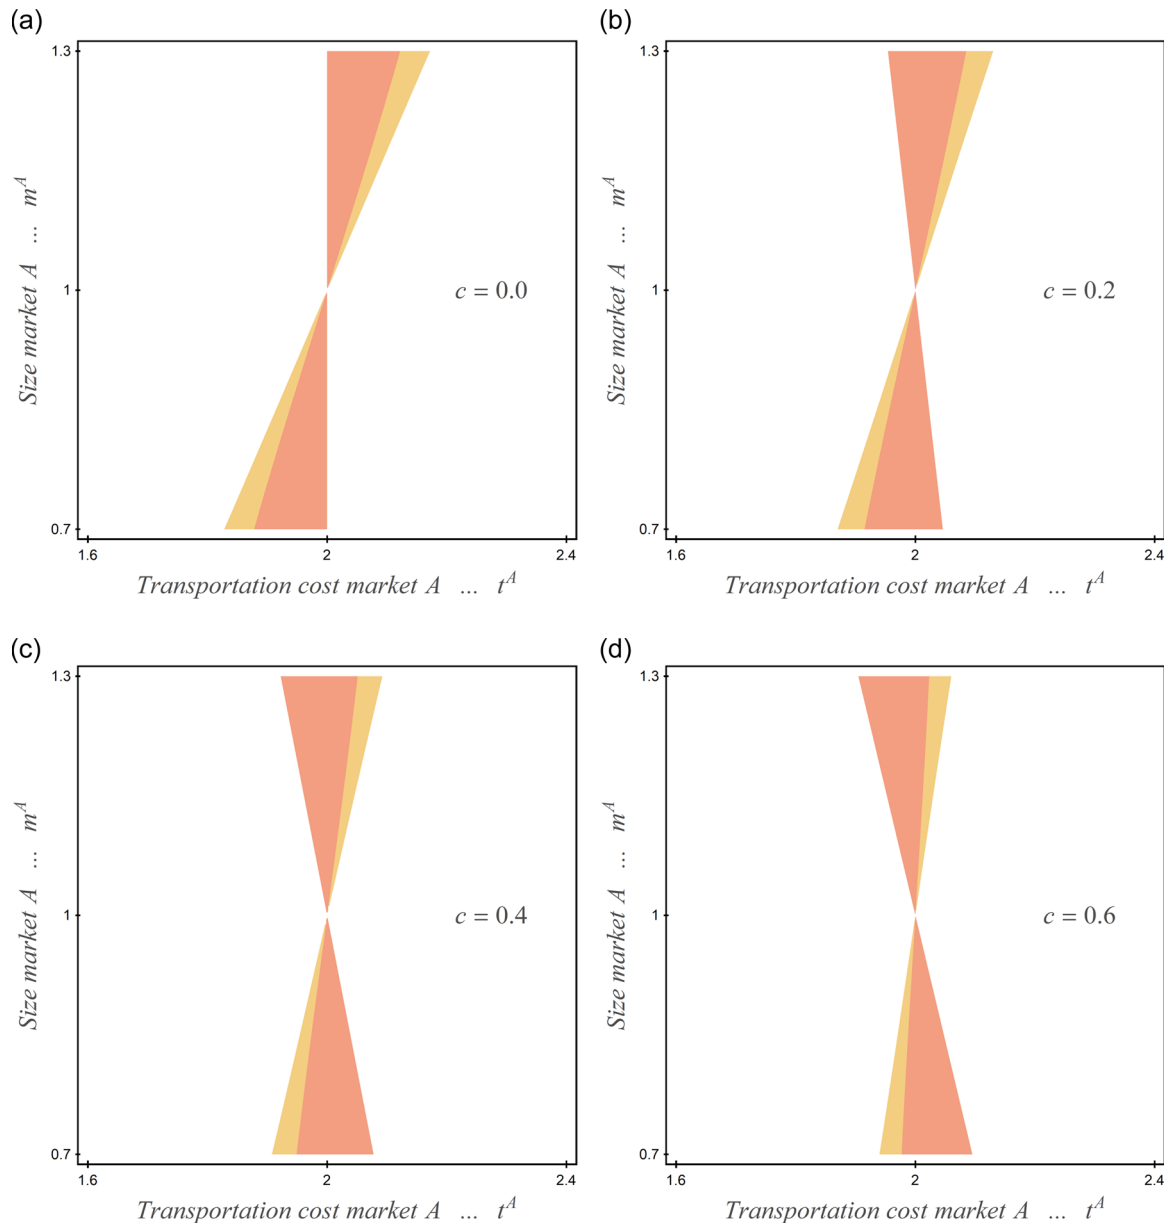 (a)
1.3
Size market A ... m^A
1
c = 0.0
0.7
1.6 2 2.4
Transportation cost market A ... t^A
(b)
1.3
Size market A ... m^A
1
c = 0.2
0.7
1.6 2 2.4
Transportation cost market A ... t^A
(c)
1.3
Size market A ... m^A
1
c = 0.4
0.7
1.6 2 2.4
Transportation cost market A ... t^A
(d)
1.3
Size market A ... m^A
1
c = 0.6
0.7
1.6 2 2.4
Transportation cost market A ... t^A